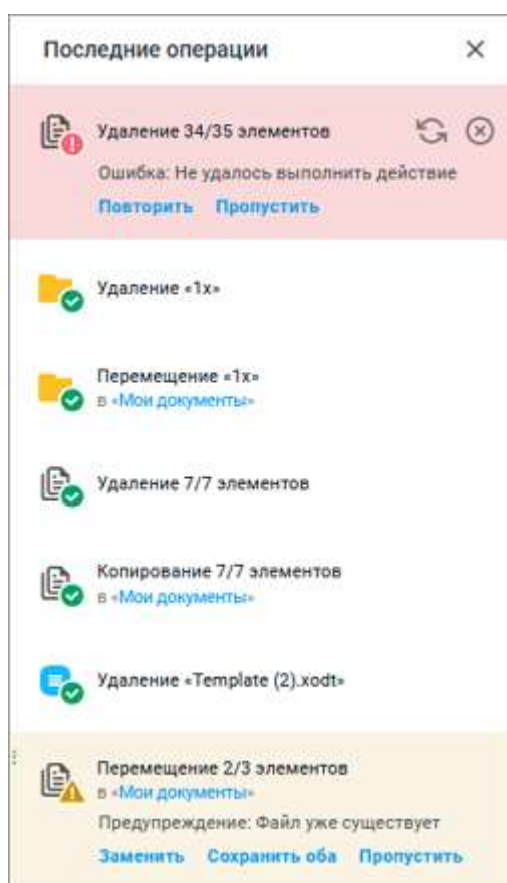 Последние операции
Удаление 34/35 элементов
Ошибка: Не удалось выполнить действие
Повторить Пропустить
Удаление «1х»
Перемещение «1х»
в «Мои документы»
Удаление 7/7 элементов
Копирование 7/7 элементов
в «Мои документы»
Удаление «Template (2).xodt»
Перемещение 2/3 элементов
в «Мои документы»
Предупреждение: Файл уже существует
Заменить Сохранить оба Пропустить